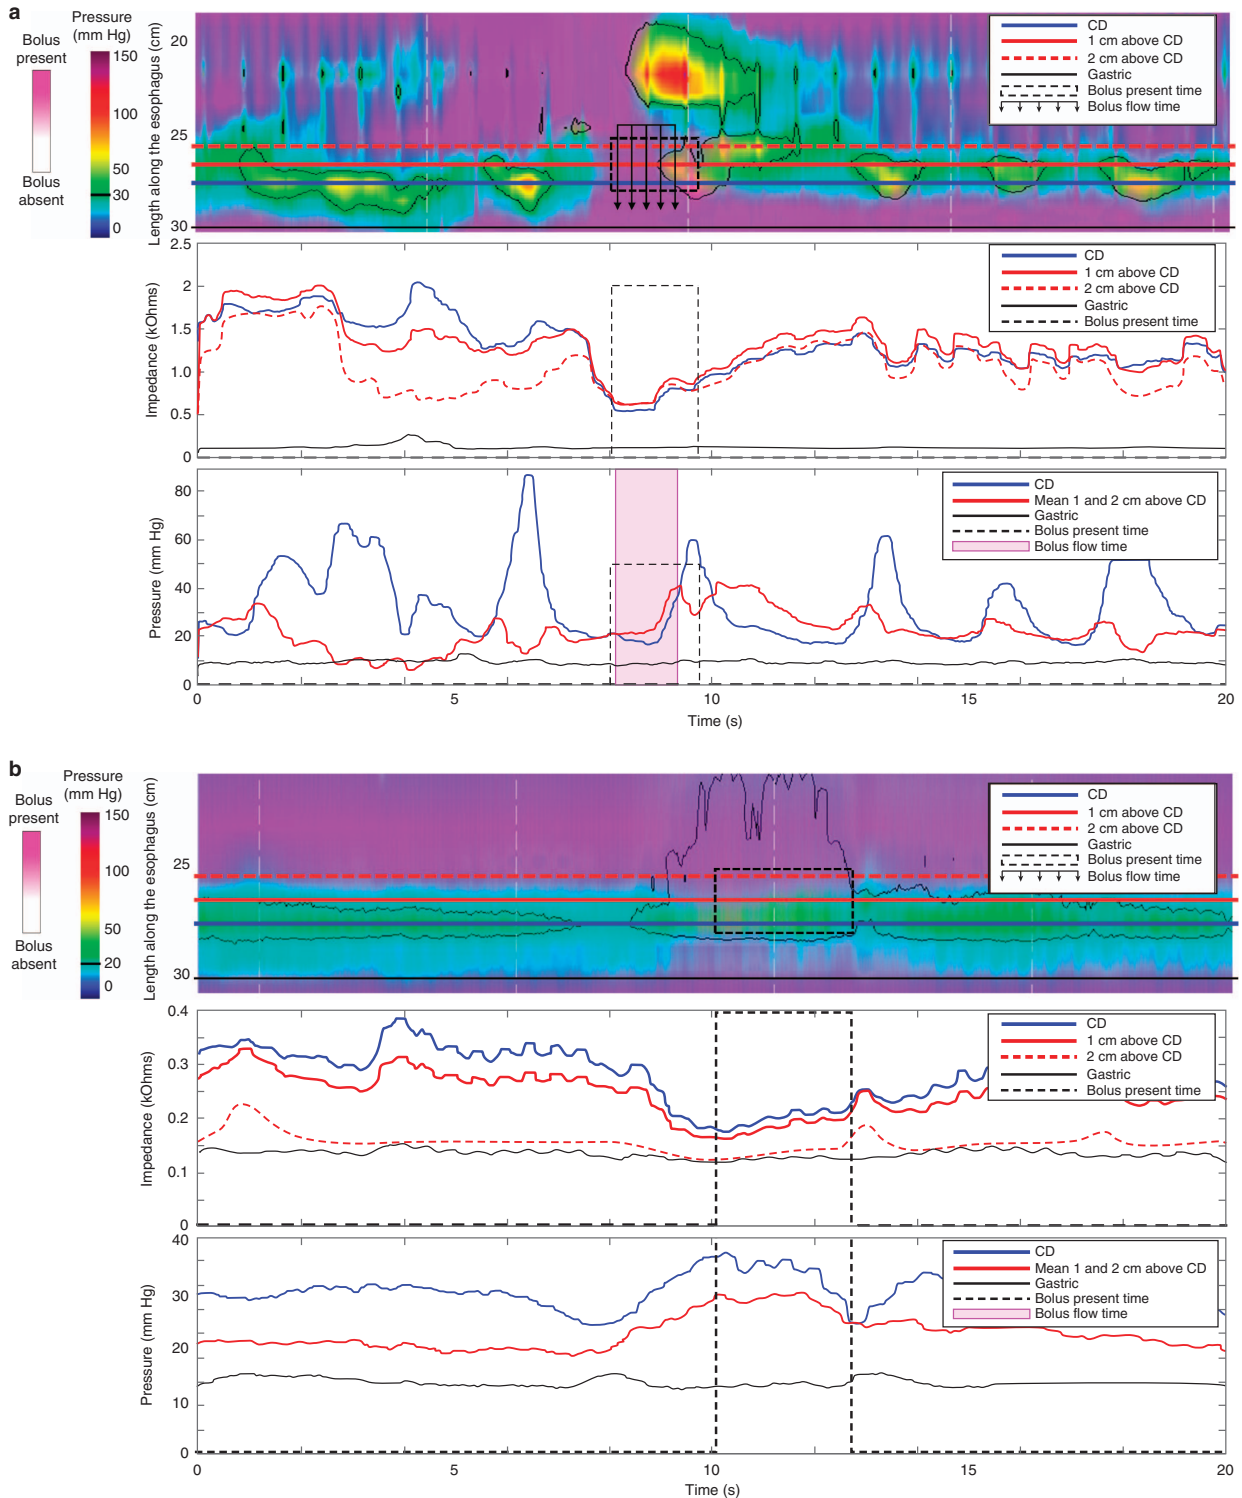 a
Bolus
present
Bolus
absent
Pressure
(mm Hg)
150
100
50
30
0
Length along the esophagus (cm)
20
25
30
CD
1 cm above CD
2 cm above CD
Gastric
Bolus present time
Bolus flow time
Impedance (kOhms)
2.5
2
1.5
1.0
0.5
0
CD
1 cm above CD
2 cm above CD
Gastric
Bolus present time
Pressure (mm Hg)
80
60
40
20
0
CD
Mean 1 and 2 cm above CD
Gastric
Bolus present time
Bolus flow time
0 5 10 15 20
Time (s)
b
Bolus
present
Bolus
absent
Pressure
(mm Hg)
150
100
50
20
0
Length along the esophagus (cm)
25
30
CD
1 cm above CD
2 cm above CD
Gastric
Bolus present time
Bolus flow time
Impedance (kOhms)
0.4
0.3
0.2
0.1
0
CD
1 cm above CD
2 cm above CD
Gastric
Bolus present time
Pressure (mm Hg)
40
30
20
10
0
CD
Mean 1 and 2 cm above CD
Gastric
Bolus present time
Bolus flow time
0 5 10 15 20
Time (s)